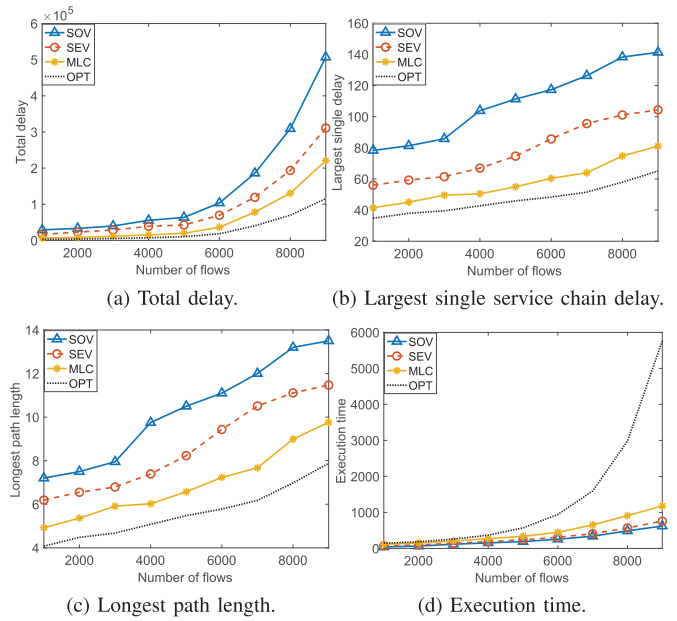 6 ×10^5
SOV
SEV
MLC
OPT
5
4
3
2
1
0
Total delay
2000 4000 6000 8000
Number of flows
(a) Total delay.
160
140
120
100
80
60
40
20
SOV
SEV
MLC
OPT
Largest single delay
2000 4000 6000 8000
Number of flows
(b) Largest single service chain delay.
14
12
10
8
6
4
SOV
SEV
MLC
OPT
Longest path length
2000 4000 6000 8000
Number of flows
(c) Longest path length.
6000
5000
4000
3000
2000
1000
0
SOV
SEV
MLC
OPT
Execution time
2000 4000 6000 8000
Number of flows
(d) Execution time.